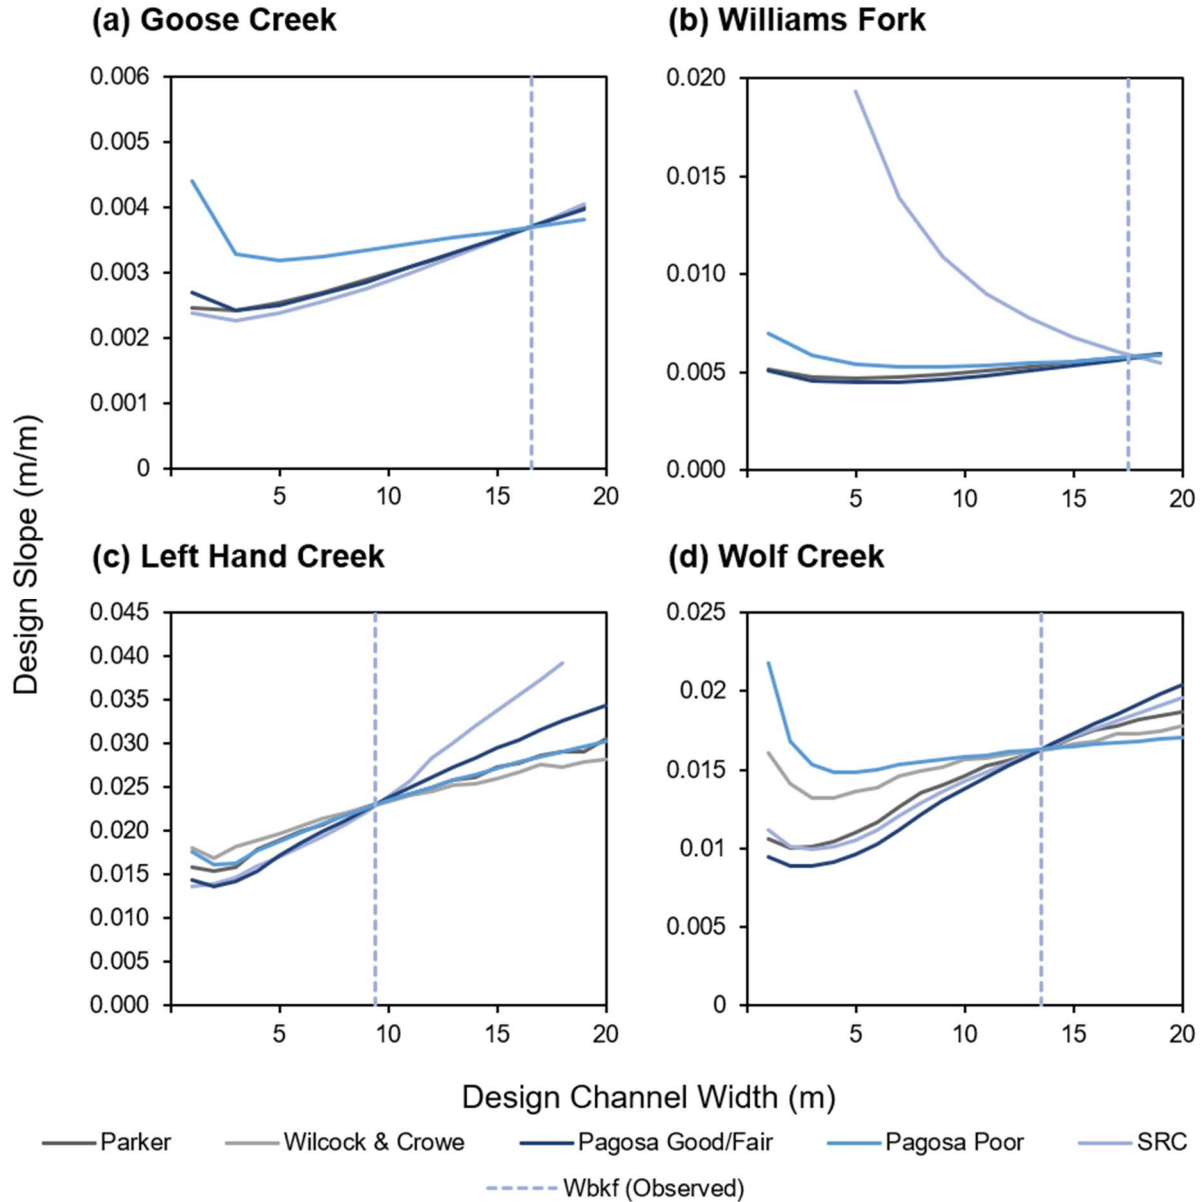 (a) Goose Creek
(b) Williams Fork
0.006
0.005
0.004
0.003
0.002
0.001
0
5 10 15 20
0.020
0.015
0.010
0.005
0.000
5 10 15 20
Design Slope (m/m)
(c) Left Hand Creek
(d) Wolf Creek
0.045
0.040
0.035
0.030
0.025
0.020
0.015
0.010
0.005
0.000
5 10 15 20
0.025
0.02
0.015
0.01
0.005
0
5 10 15 20
Design Channel Width (m)
Parker Wilcock & Crowe Pagosa Good/Fair Pagosa Poor SRC
Wbkf (Observed)